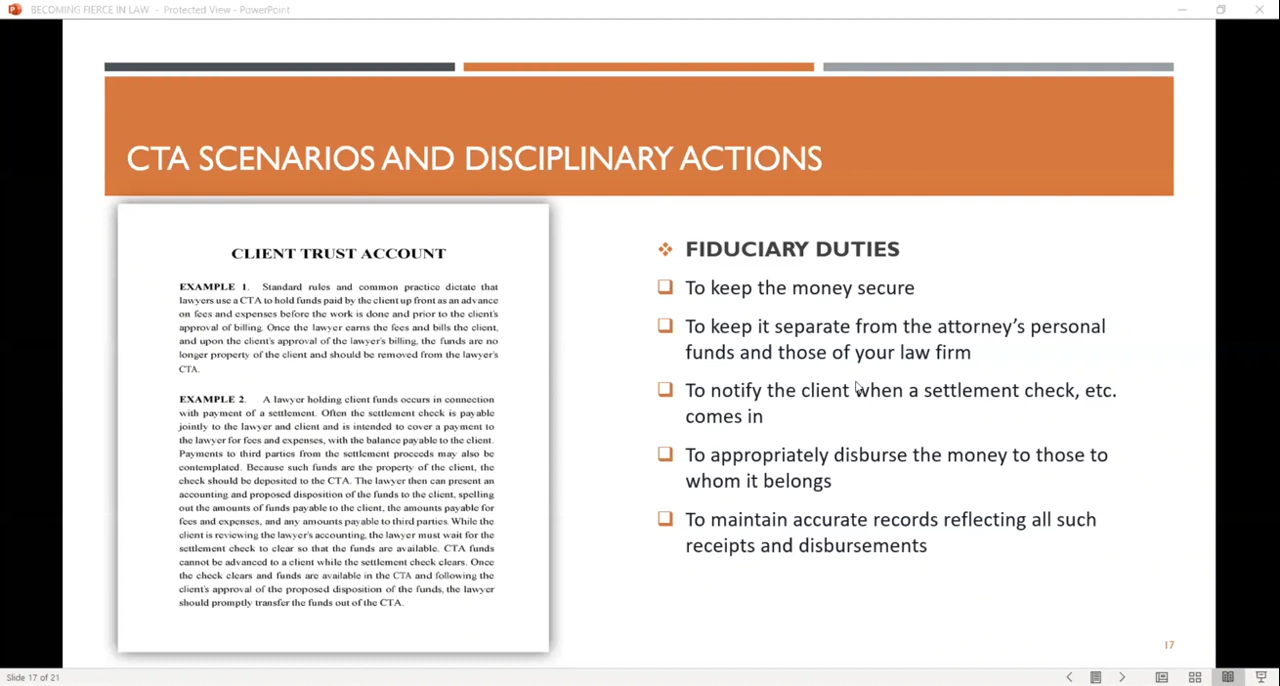 BECOMING FIERCE IN LAW - Protected View - PowerPoint
CTA SCENARIOS AND DISCIPLINARY ACTIONS
CLIENT TRUST ACCOUNT
EXAMPLE 1. Standard rules and common practice dictate that
lawyers use a CTA to hold funds paid by the client up front as an advance
on fees and expenses before the work is done and prior to the client's
approval of billing. Once the lawyer earns the fees and bills the client,
and upon the client's approval of the lawyer's billing, the funds are no
longer property of the client and should be removed from the lawyer's
CTA.
EXAMPLE 2. A lawyer holding client funds occurs in connection
with payment of a settlement. Often the settlement check is payable
jointly to the lawyer and client and is intended to cover a payment to
the lawyer for fees and expenses, with the balance payable to the client.
Payments to third parties from the settlement proceeds may also be
contemplated. Because such funds are the property of the client, the
check should be deposited to the CTA. The lawyer then can present an
accounting and proposed disposition of the funds to the client, spelling
out the amounts of funds payable to the client, the amounts payable for
fees and expenses, and any amounts payable to third parties. While the
client is reviewing the lawyer's accounting, the lawyer must wait for the
settlement check to clear so that the funds are available. CTA funds
cannot be advanced to a client while the settlement check clears. Once
the check clears and funds are available in the CTA and following the
client's approval of the proposed disposition of the funds, the lawyer
should promptly transfer the funds out of the CTA.
FIDUCIARY DUTIES
To keep the money secure
To keep it separate from the attorney's personal
funds and those of your law firm
To notify the client when a settlement check, etc.
comes in
To appropriately disburse the money to those to
whom it belongs
To maintain accurate records reflecting all such
receipts and disbursements
17
Slide 17 of 21